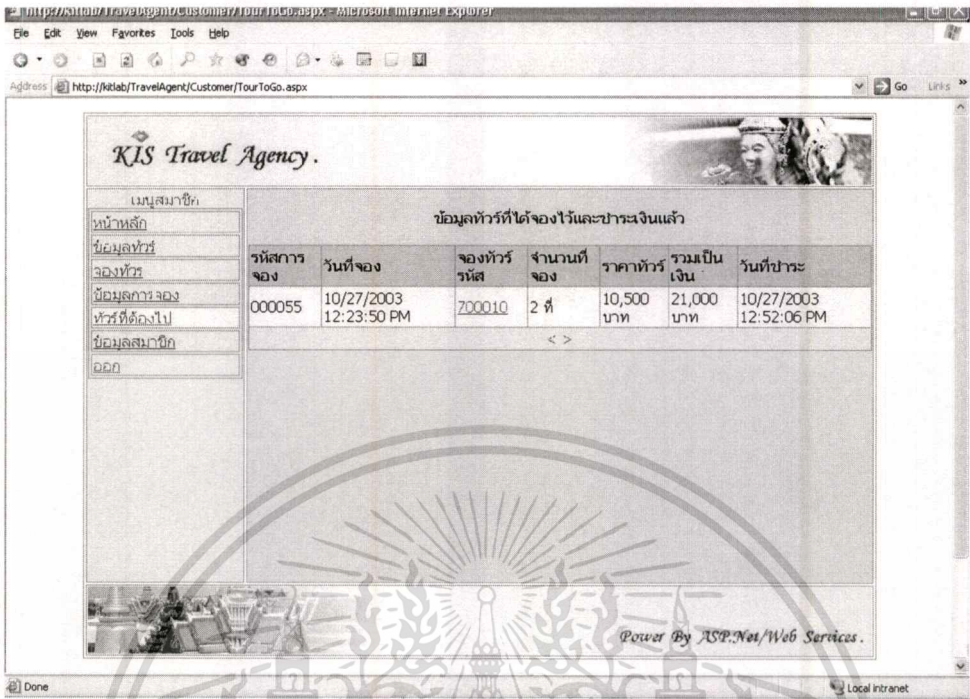 http://kitlab/TravelAgent/Customer/TourToGo.aspx - Microsoft Internet Explorer
File Edit View Favorites Tools Help
Address http://kitlab/TravelAgent/Customer/TourToGo.aspx Go Links »
KIS Travel Agency.
เมนูสมาชิก
หน้าหลัก
ข้อมูลทัวร์
จองทัวร์
ข้อมูลการจอง
ทัวร์ที่ต้องไป
ข้อมูลสมาชิก
ออก
ข้อมูลทัวร์ที่ได้จองไว้และชำระเงินแล้ว
รหัสการจอง วันที่จอง จองทัวร์รหัส จำนวนที่จอง ราคาทัวร์ รวมเป็นเงิน วันที่ชำระ
000055 10/27/2003 12:23:50 PM 700010 2 ที่ 10,500 บาท 21,000 บาท 10/27/2003 12:52:06 PM
< >
Power By ASP.Net/Web Services.
Done Local intranet